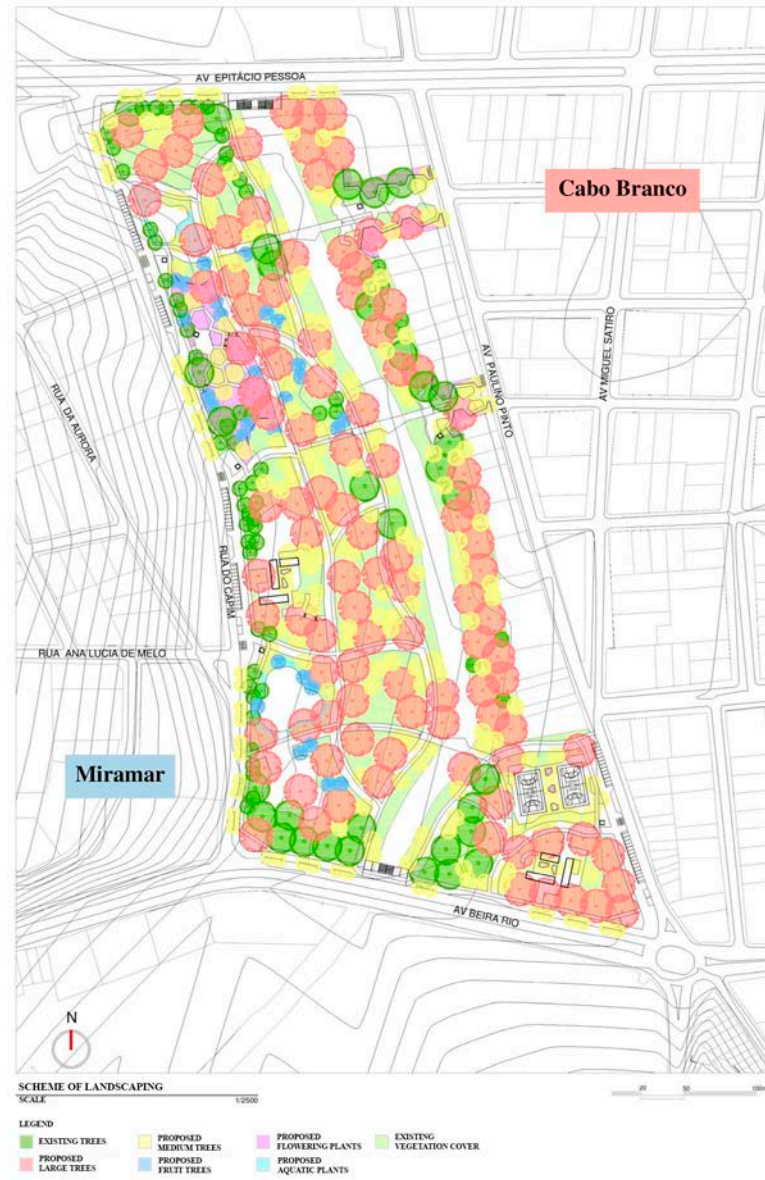 AV EPITÁCIO PESSOA
Cabo Branco
AV MIGUEL SATIRO
AV PAULINO PINTO
RUA DA AURORA
RUA DO CAPIM
RUA ANA LUCIA DE MELO
Miramar
AV BEIRA RIO
N
SCHEME OF LANDSCAPING
SCALE 1/2500
20 50 100m
LEGEND
EXISTING TREES
PROPOSED
MEDIUM TREES
PROPOSED
FLOWERING PLANTS
EXISTING
VEGETATION COVER
PROPOSED
LARGE TREES
PROPOSED
FRUIT TREES
PROPOSED
AQUATIC PLANTS